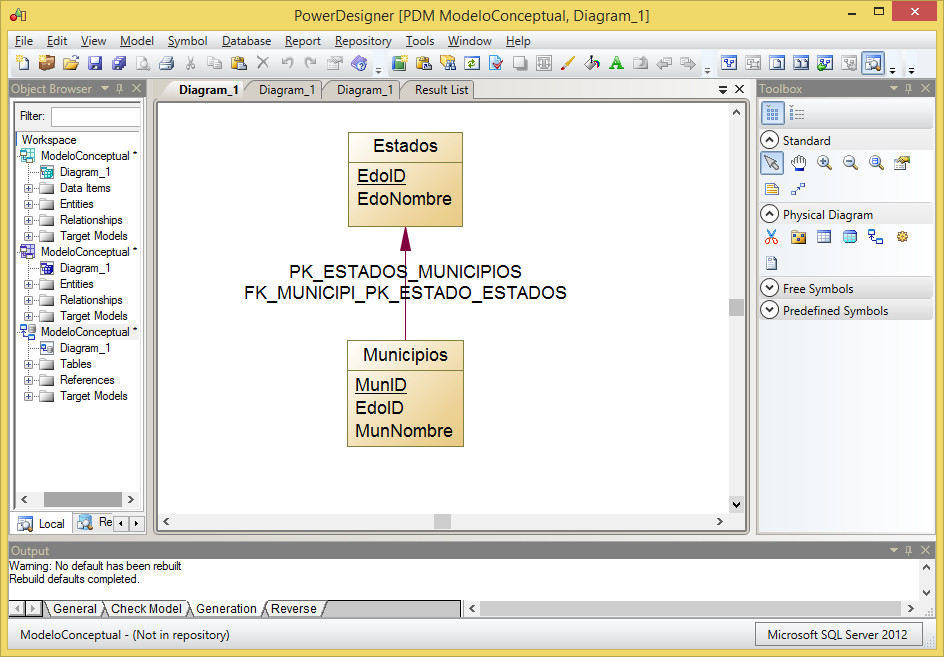 PowerDesigner [PDM ModeloConceptual, Diagram_1]
File Edit View Model Symbol Database Report Repository Tools Window Help
Object Browser
Filter:
Workspace
ModeloConceptual *
Diagram_1
Data Items
Entities
Relationships
Target Models
ModeloConceptual *
Diagram_1
Entities
Relationships
Target Models
ModeloConceptual *
Diagram_1
Tables
References
Target Models
Local Re
Diagram_1 Diagram_1 Diagram_1 Result List
Estados
EdoID
EdoNombre
PK_ESTADOS_MUNICIPIOS
FK_MUNICIPI_PK_ESTADO_ESTADOS
Municipios
MunID
EdoID
MunNombre
Toolbox
Standard
Physical Diagram
Free Symbols
Predefined Symbols
Output
Warning: No default has been rebuilt
Rebuild defaults completed.
General Check Model Generation Reverse
ModeloConceptual - (Not in repository)
Microsoft SQL Server 2012